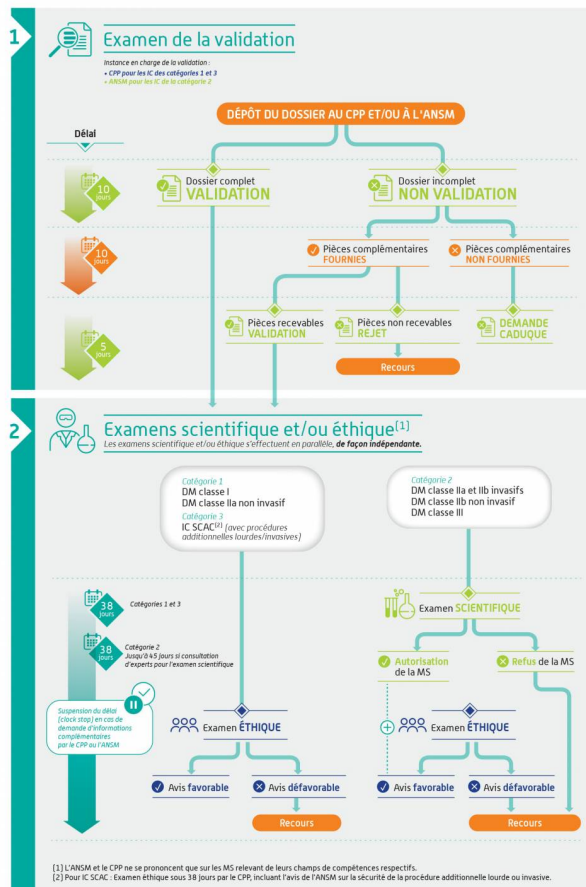 1
Examen de la validation
Instance en charge de la validation :
• CPP pour les IC des catégories 1 et 3
• ANSM pour les IC de la catégorie 2
DÉPÔT DU DOSSIER AU CPP ET/OU À L'ANSM
Délai
10 jours
Dossier complet
VALIDATION
Dossier incomplet
NON VALIDATION
10 jours
Pièces complémentaires
FOURNIES
Pièces complémentaires
NON FOURNIES
5 jours
Pièces recevables
VALIDATION
Pièces non recevables
REJET
DEMANDE
CADUQUE
Recours
2
Examens scientifique et/ou éthique(1)
Les examens scientifique et/ou éthique s'effectuent en parallèle, de façon indépendante.
Catégorie 1
DM classe I
DM classe IIa non invasif
Catégorie 3
IC SCAC(2) (avec procédures
additionnelles lourdes/invasives)
Catégorie 2
DM classe IIa et IIb invasifs
DM classe IIb non invasif
DM classe III
38 jours
Catégories 1 et 3
Examen SCIENTIFIQUE
38 jours
Catégorie 2
Jusqu'à 45 jours si consultation
d'experts pour l'examen scientifique
Autorisation
de la MS
Refus de la MS
Suspension du délai
(clock stop) en cas de
demande d'informations
complémentaires
par le CPP ou l'ANSM
Examen ÉTHIQUE
Examen ÉTHIQUE
Avis favorable
Avis défavorable
Avis favorable
Avis défavorable
Recours
Recours
(1) L'ANSM et le CPP ne se prononcent que sur les MS relevant de leurs champs de compétences respectifs.
(2) Pour IC SCAC : Examen éthique sous 38 jours par le CPP, incluant l'avis de l'ANSM sur la sécurité de la procédure additionnelle lourde ou invasive.